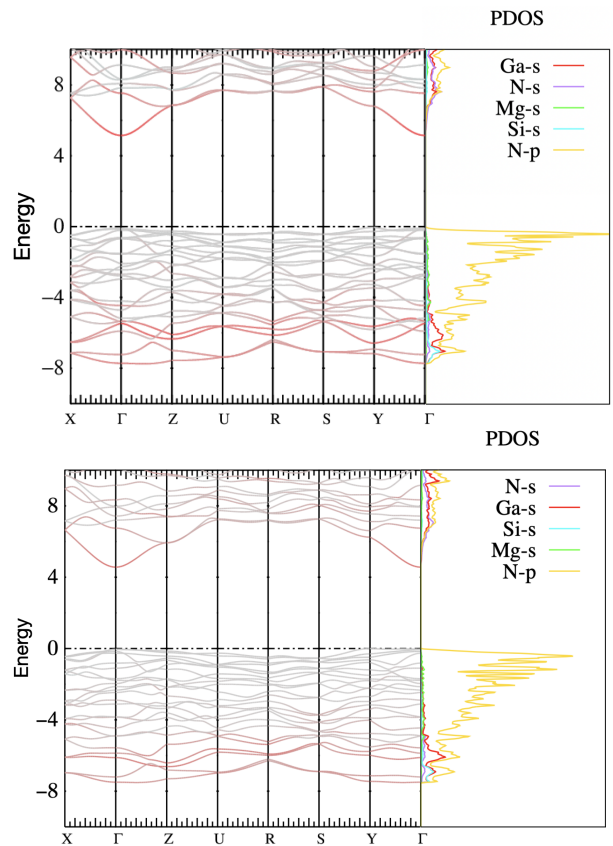 PDOS
Ga-s
N-s
Mg-s
Si-s
N-p
8
4
0
−4
−8
Energy
X Γ Z U R S Y Γ
PDOS
N-s
Ga-s
Si-s
Mg-s
N-p
8
4
0
−4
−8
Energy
X Γ Z U R S Y Γ